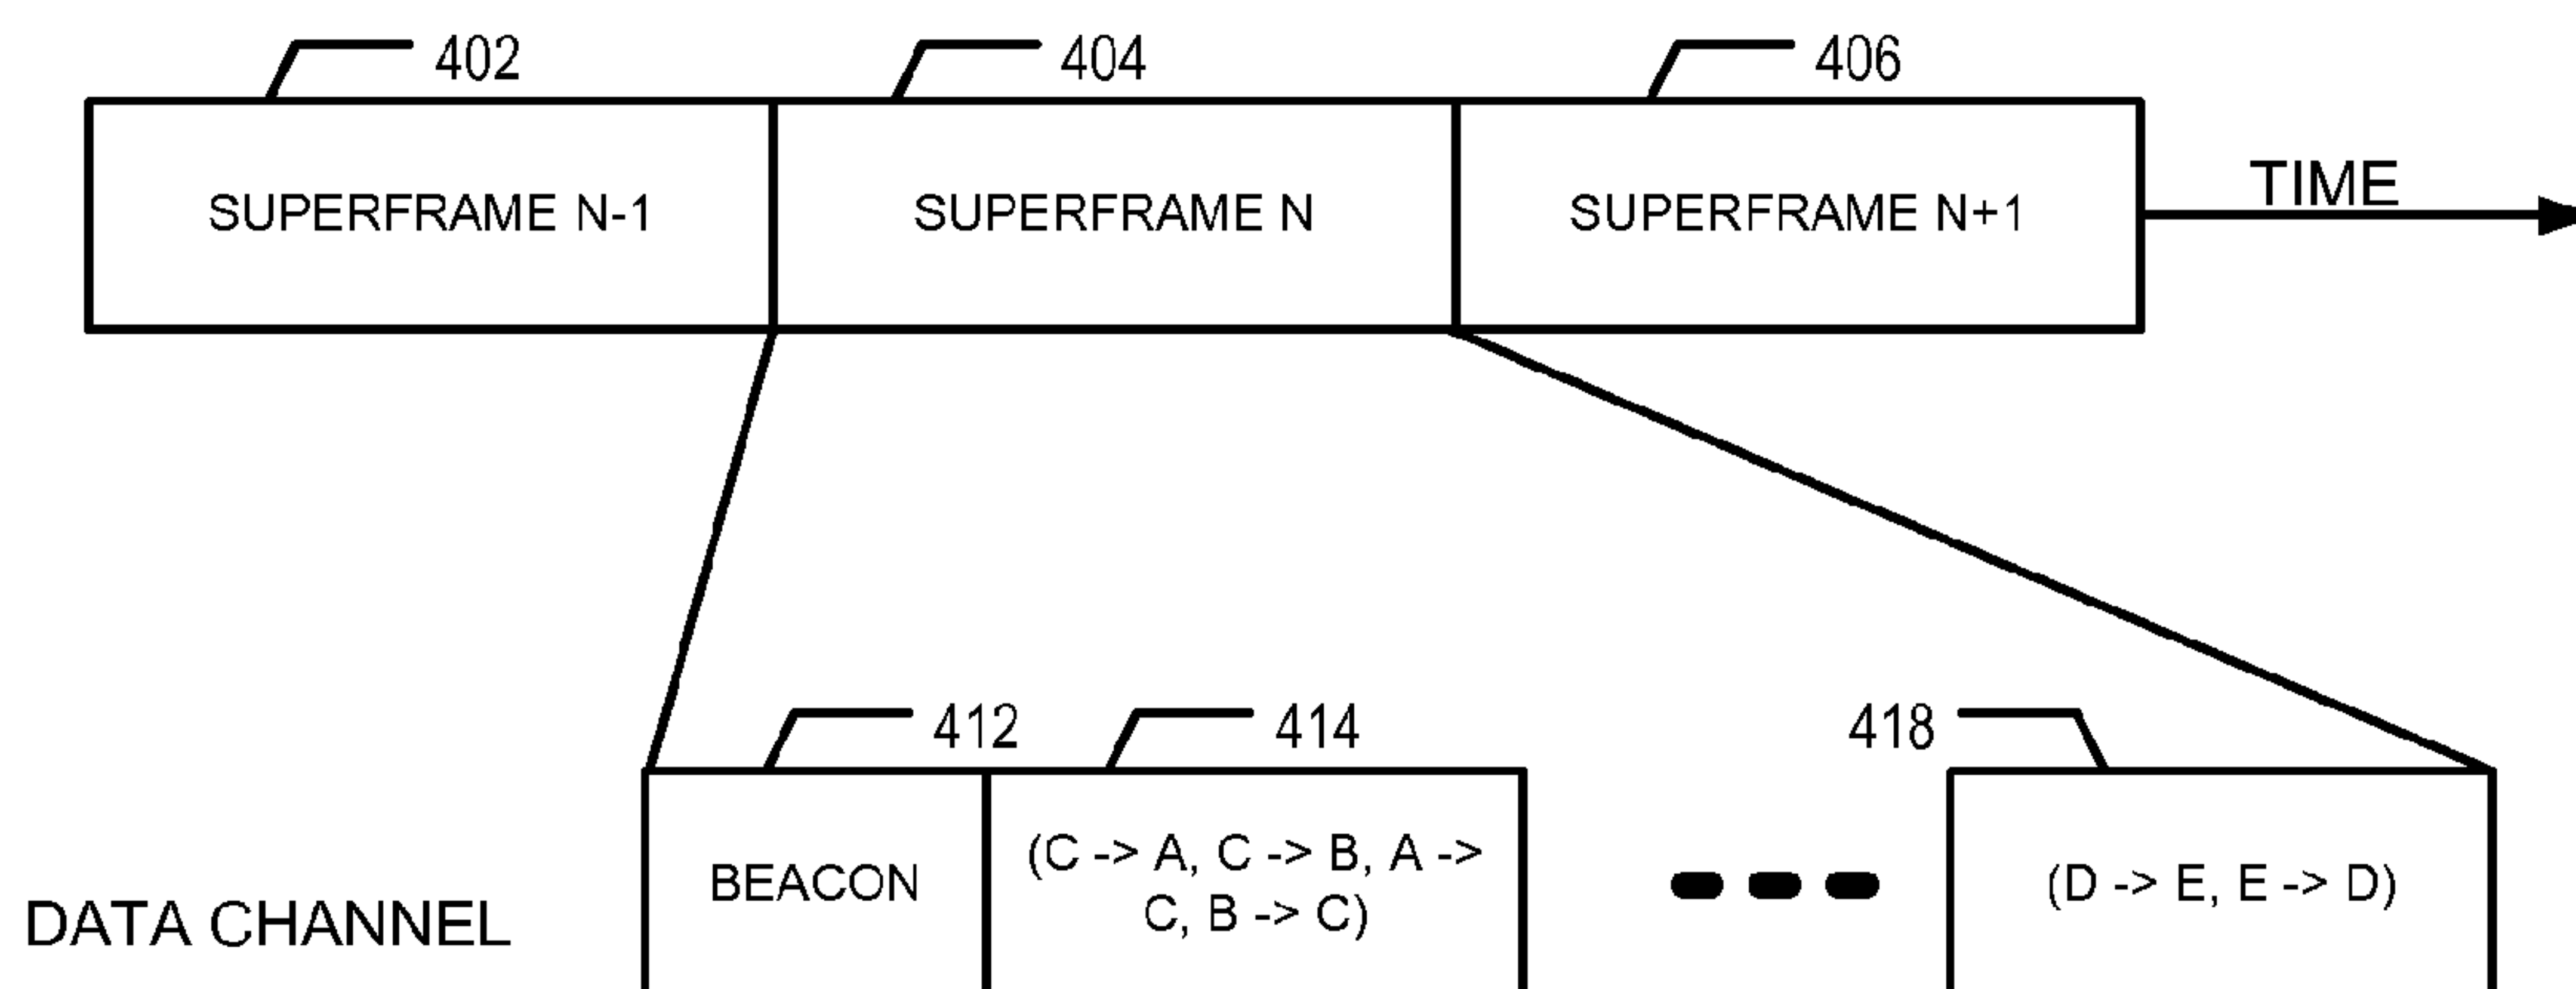 402
404
406
SUPERFRAME N-1
SUPERFRAME N
SUPERFRAME N+1
TIME
412
414
418
BEACON
(C -> A, C -> B, A ->
C, B -> C)
(D -> E, E -> D)
DATA CHANNEL